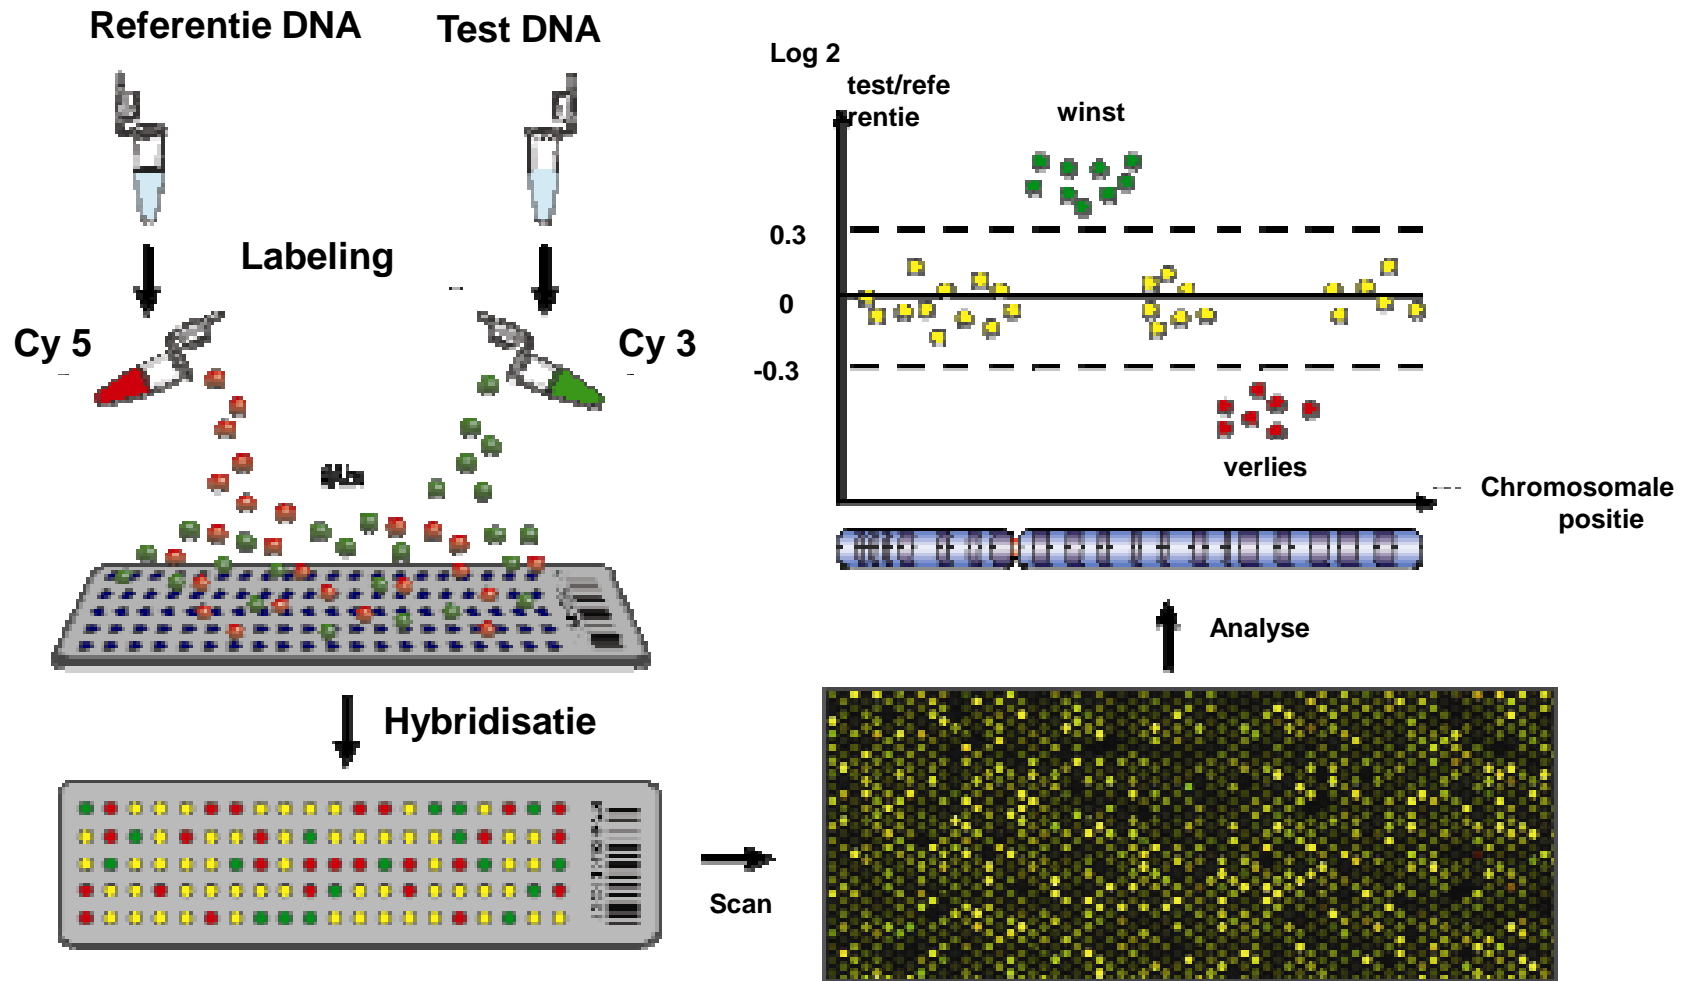 Referentie DNA
Test DNA
Labeling
Cy 5
Cy 3
Hybridisatie
Scan
Log 2
test/refe
rentie
winst
0.3
0
-0.3
verlies
Chromosomale
positie
Analyse